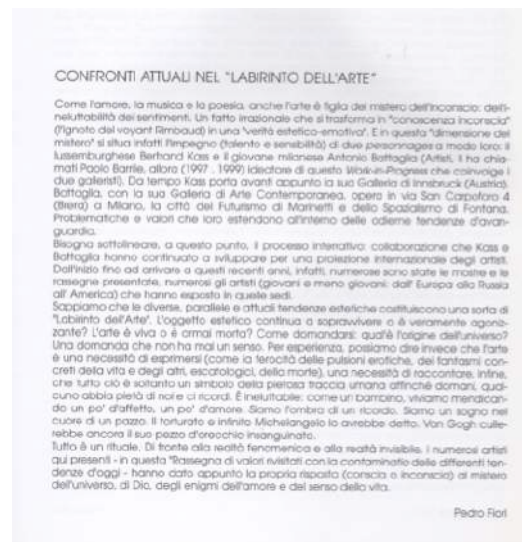 CONFRONTI ATTUALI NEL "LABIRINTO DELL'ARTE"
Come l'amore, la musica e la poesia, anche l'arte è figlia del mistero dell'inconscio: dell'i-
neluttabilità dei sentimenti. Un fatto irrazionale che si trasforma in "conoscenza inconscia"
(l'ignoto del voyant Rimbaud) in una "verità estetico-emotiva". E in questa "dimensione del
mistero" si situa infatti l'impegno (talento e sensibilità) di due personnages a modo loro: il
lussemburghese Bertrand Kass e il giovane milanese Antonio Battaglia (Artisti, li ha chia-
mati Paolo Barrile, allora (1997 . 1999) ideatore di questo Work-in-Progress che coinvolge i
due galleristi). Da tempo Kass porta avanti appunto la sua Galleria di Innsbruck (Austria).
Battaglia, con la sua Galleria di Arte Contemporanea, opera in via San Carpoforo 4
(Brera) a Milano, la città del Futurismo di Marinetti e dello Spazialismo di Fontana.
Problematiche e valori che loro estendono all'interno delle odierne tendenze d'avan-
guardia.
Bisogna sottolineare, a questo punto, il processo interattivo: collaborazione che Kass e
Battaglia hanno continuato a sviluppare per una proiezione internazionale degli artisti.
Dall'inizio fino ad arrivare a questi recenti anni, infatti, numerose sono state le mostre e le
rassegne presentate, numerosi gli artisti (giovani e meno giovani: dall' Europa alla Russia
all' America) che hanno esposto in quelle sedi.
Sappiamo che le diverse, parallele e attuali tendenze estetiche costituiscono una sorta di
"Labirinto dell'Arte". L'oggetto estetico continua a sopravvivere o è veramente agoniz-
zante? L'arte è viva o è ormai morta? Come domandarsi: qual'è l'origine dell'universo?
Una domanda che non ha mai un senso. Per esperienza, possiamo dire invece che l'arte
è una necessità di esprimersi (come la ferocità delle pulsioni erotiche, dei fantasmi con-
creti della vita e degli altri, escatologici, della morte), una necessità di raccontare. Infine,
che tutto ciò è soltanto un simbolo della pietosa traccia umana affinché domani, qual-
cuno abbia pietà di noi e ci ricordi. È ineluttabile: come un bambino, viviamo mendican-
do un po' d'affetto, un po' d'amore. Siamo l'ombra di un ricordo. Siamo un sogno nel
cuore di un pazzo. Il torturato e infinito Michelangelo lo avrebbe detto. Van Gogh culle-
rebbe ancora il suo pezzo d'orecchio insanguinato.
Tutto è un rituale. Di fronte alla realtà fenomenica e alla realtà invisibile, i numerosi artisti
qui presenti - in questa "Rassegna di valori rivisitati con la contaminatio delle differenti ten-
denze d'oggi - hanno dato appunto la propria risposta (conscia o inconscia) al mistero
dell'universo, di Dio, degli enigmi dell'amore e del senso della vita.
Pedro Fiori